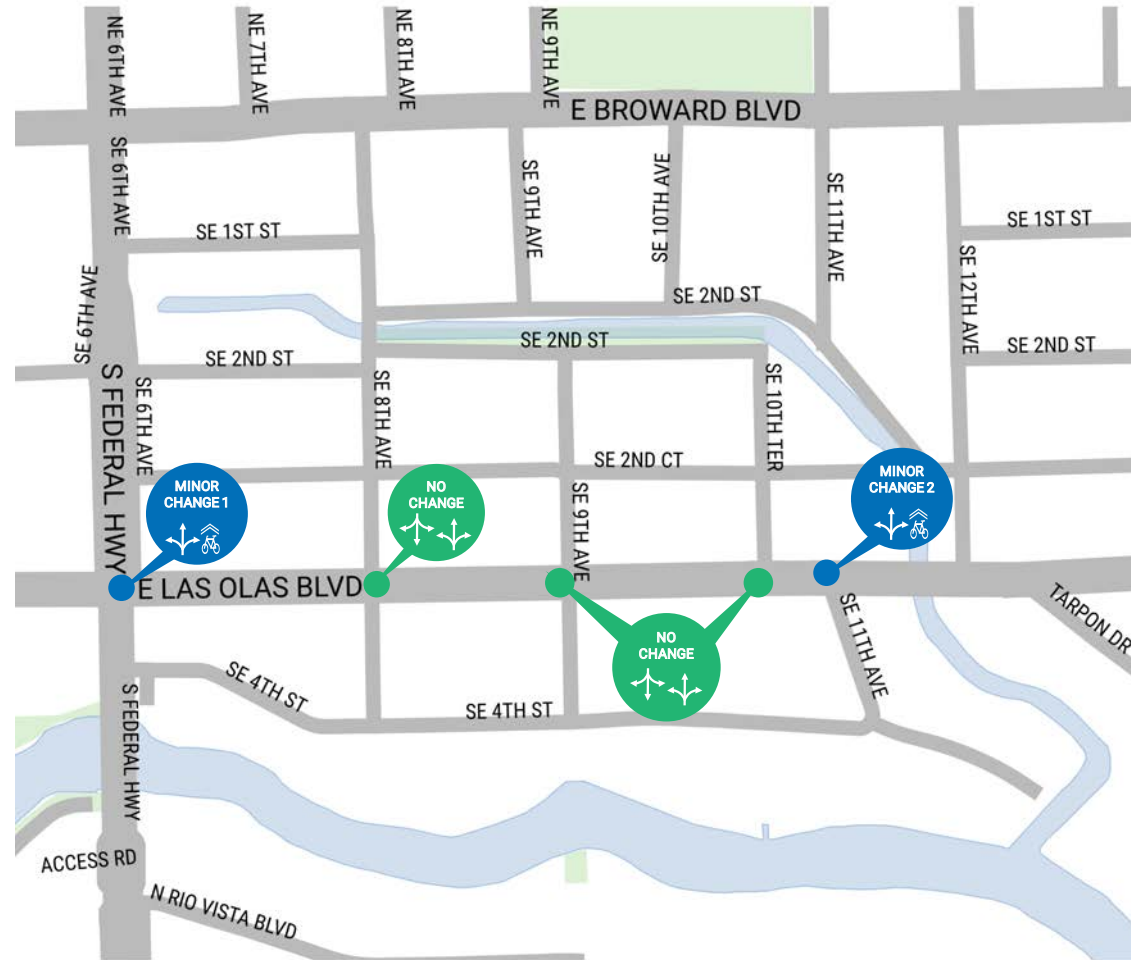 NE 6TH AVE
NE 7TH AVE
NE 8TH AVE
NE 9TH AVE
E BROWARD BLVD
SE 6TH AVE
SE 9TH AVE
SE 10TH AVE
SE 11TH AVE
SE 1ST ST
SE 1ST ST
SE 12TH AVE
SE 6TH AVE
SE 2ND ST
SE 2ND ST
SE 2ND ST
SE 2ND ST
S FEDERAL HWY
SE 6TH AVE
SE 8TH AVE
SE 10TH TER
SE 2ND CT
MINOR
CHANGE 1
NO
CHANGE
SE 9TH AVE
MINOR
CHANGE 2
E LAS OLAS BLVD
NO
CHANGE
SE 11TH AVE
TARPON DR
SE 4TH ST
SE 4TH ST
S FEDERAL HWY
ACCESS RD
N RIO VISTA BLVD